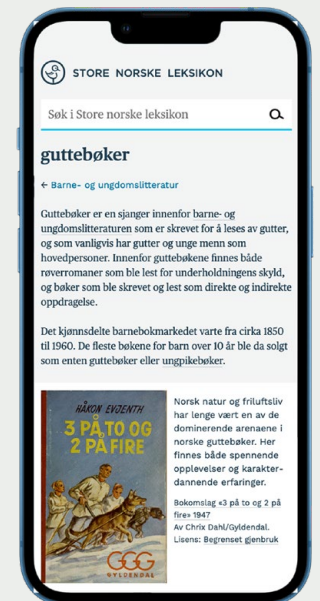 STORE NORSKE LEKSIKON
Søk i Store norske leksikon
guttebøker
← Barne- og ungdomslitteratur
Guttebøker er en sjanger innenfor barne- og
ungdomslitteraturen som er skrevet for å leses av gutter,
og som vanligvis har gutter og unge menn som
hovedpersoner. Innenfor guttebøkene finnes både
røverromaner som ble lest for underholdningens skyld,
og bøker som ble skrevet og lest som direkte og indirekte
oppdragelse.
Det kjønnsdelte barnebokmarkedet varte fra cirka 1850
til 1960. De fleste bøkene for barn over 10 år ble da solgt
som enten guttebøker eller ungpikebøker.
HÅKON EVJENTH
3 PÅ TO OG
2 PÅ FIRE
GGG
GYLDENDAL
Norsk natur og friluftsliv
har lenge vært en av de
dominerende arenaene i
norske guttebøker. Her
finnes både spennende
opplevelser og karakter-
dannende erfaringer.
Bokomslag «3 på to og 2 på
fire» 1947
Av Chrix Dahl/Gyldendal.
Lisens: Begrenset gjenbruk